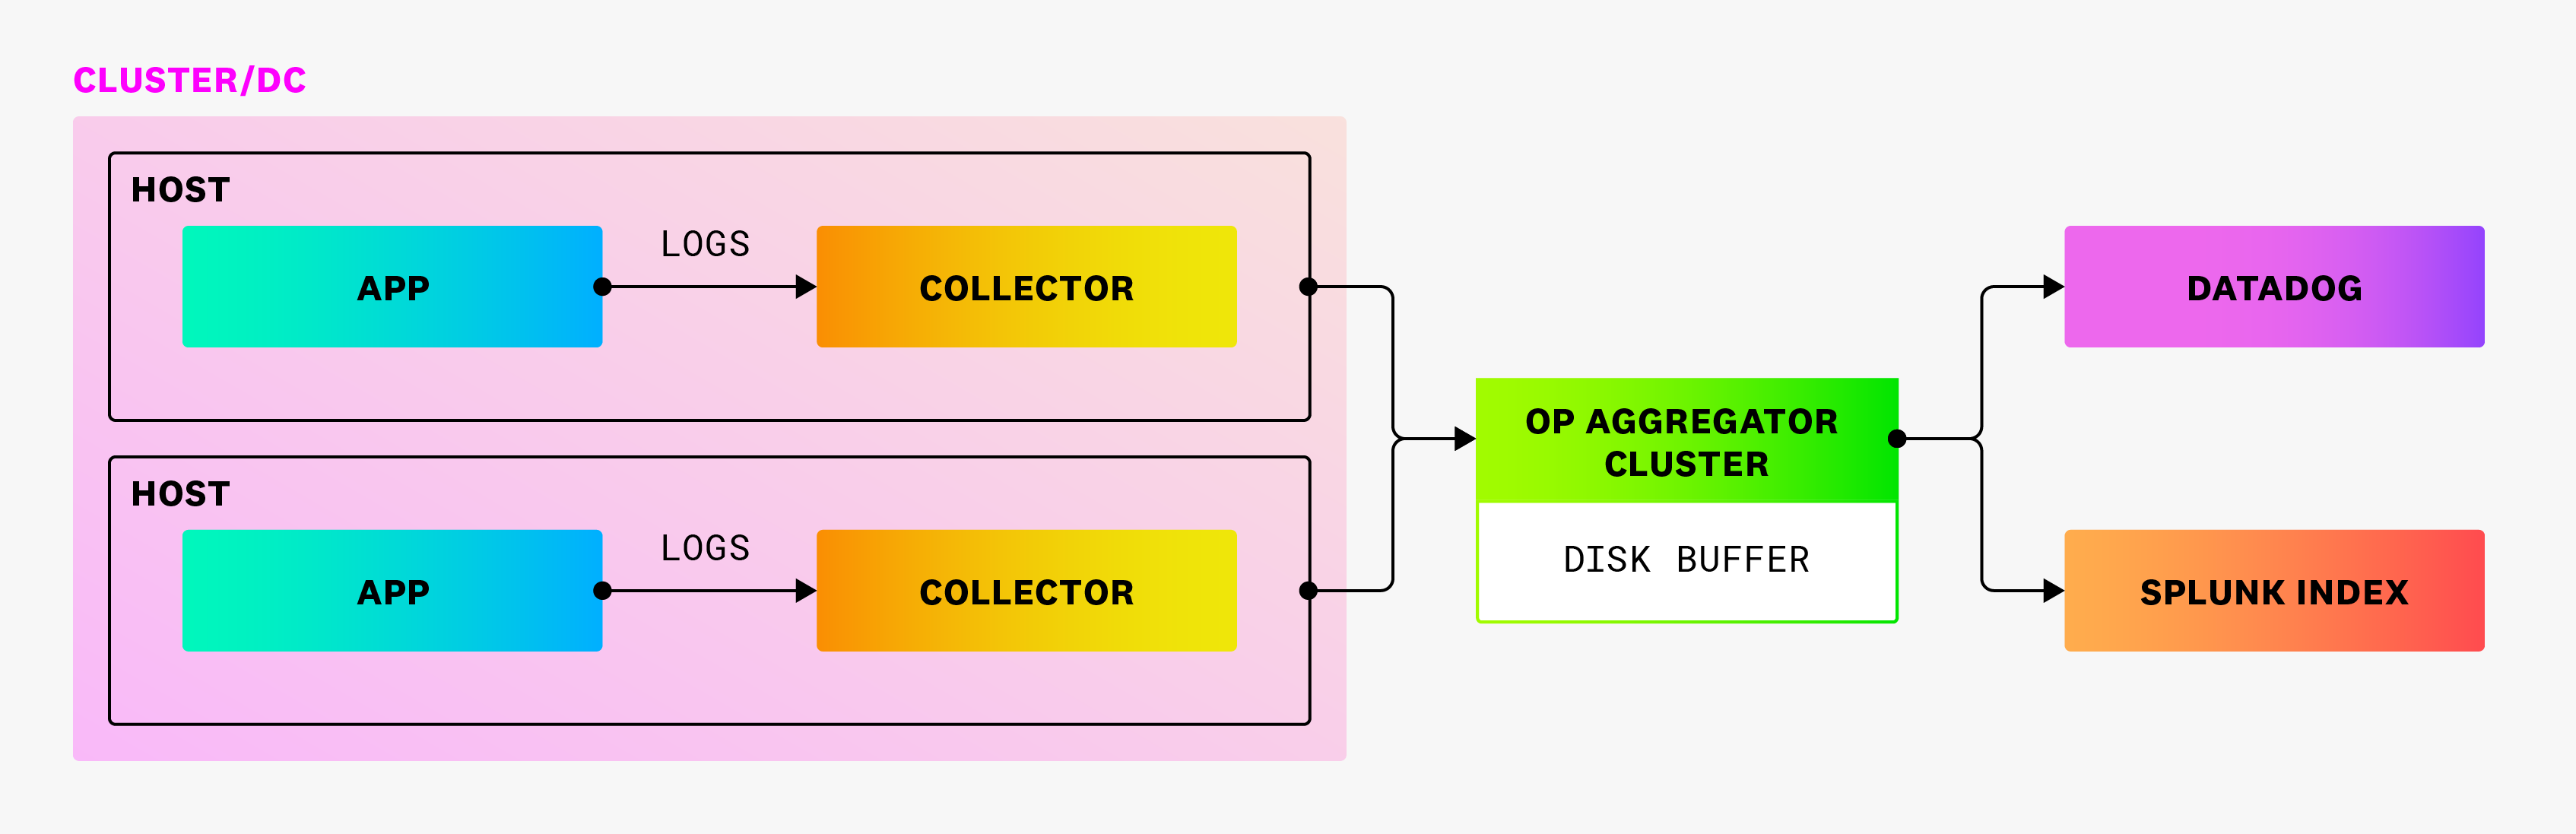 CLUSTER/DC
HOST
APP
LOGS
COLLECTOR
HOST
APP
LOGS
COLLECTOR
OP AGGREGATOR
CLUSTER
DISK BUFFER
DATADOG
SPLUNK INDEX